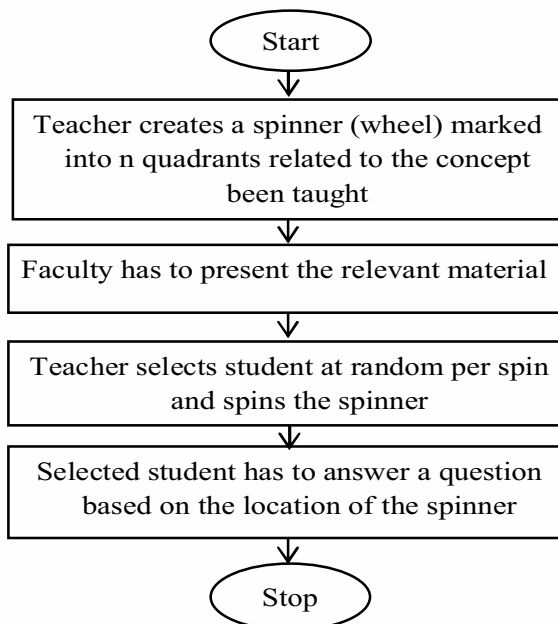 Start
Teacher creates a spinner (wheel) marked
into n quadrants related to the concept
been taught
Faculty has to present the relevant material
Teacher selects student at random per spin
and spins the spinner
Selected student has to answer a question
based on the location of the spinner
Stop